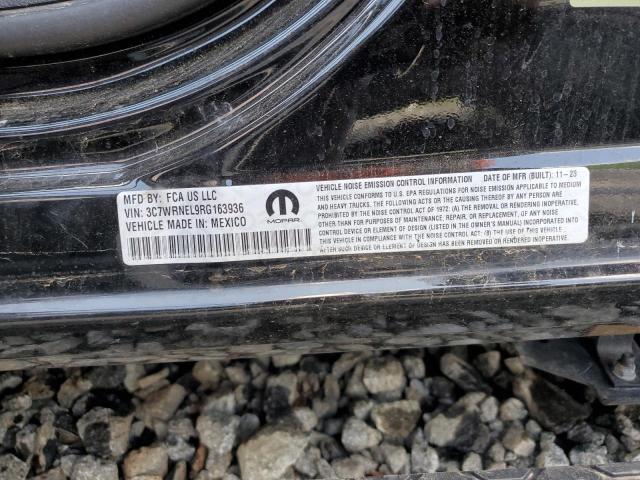 MFD BY: FCA US LLC
VIN: 3C7WRNEL9RG163936
VEHICLE MADE IN: MEXICO
MOPAR
VEHICLE NOISE EMISSION CONTROL INFORMATION DATE OF MFR (BUILT): 11-23
THIS VEHICLE CONFORMS TO U.S. EPA REGULATIONS FOR NOISE EMISSION APPLICABLE TO MEDIUM
AND HEAVY TRUCKS. THE FOLLOWING ACTS OR THE CAUSING THEREOF BY ANY PERSON ARE
PROHIBITED BY THE NOISE CONTROL ACT OF 1972: (A) THE REMOVAL OR RENDERING INOPERATIVE,
OTHER THAN FOR PURPOSES OF MAINTENANCE, REPAIR, OR REPLACEMENT, OF ANY NOISE CONTROL
DEVICE OR ELEMENT OF DESIGN (LISTED IN THE OWNER'S MANUAL) INCORPORATED INTO
THIS VEHICLE IN COMPLIANCE WITH THE NOISE CONTROL ACT; (B) THE USE OF THIS VEHICLE
AFTER SUCH DEVICE OR ELEMENT OF DESIGN HAS BEEN REMOVED OR RENDERED INOPERATIVE.